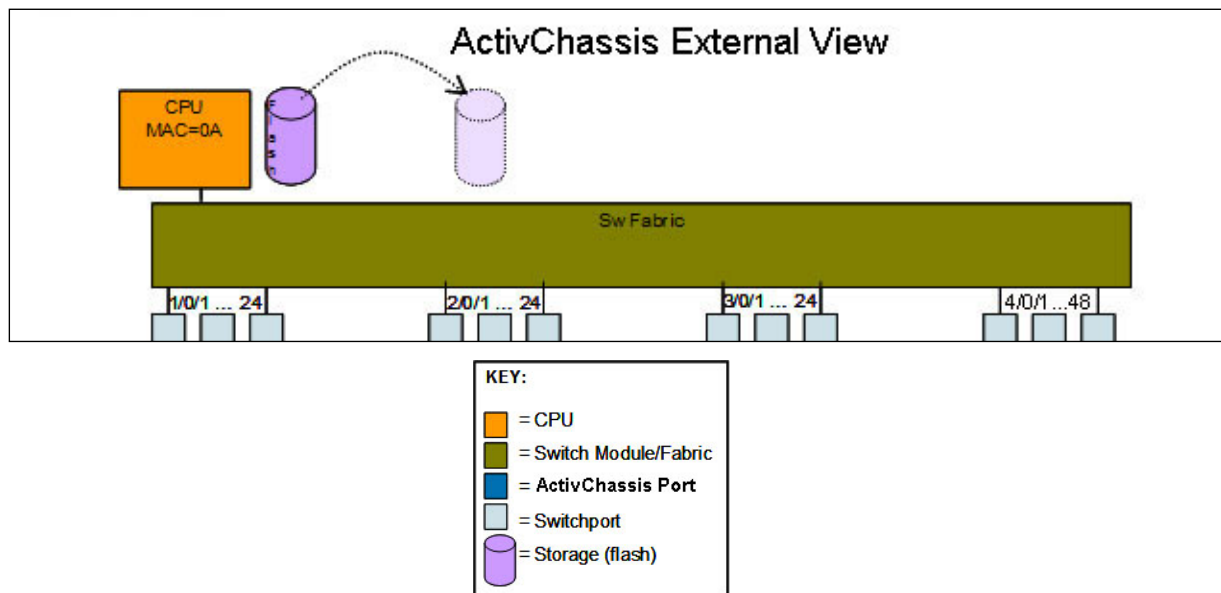 ActivChassis External View
CPU
MAC=0A
Sw Fabric
1/0/1 ... 24
2/0/1 ... 24
3/0/1 ... 24
4/0/1 ...48
KEY:
= CPU
= Switch Module/Fabric
= ActivChassis Port
= Switchport
= Storage (flash)